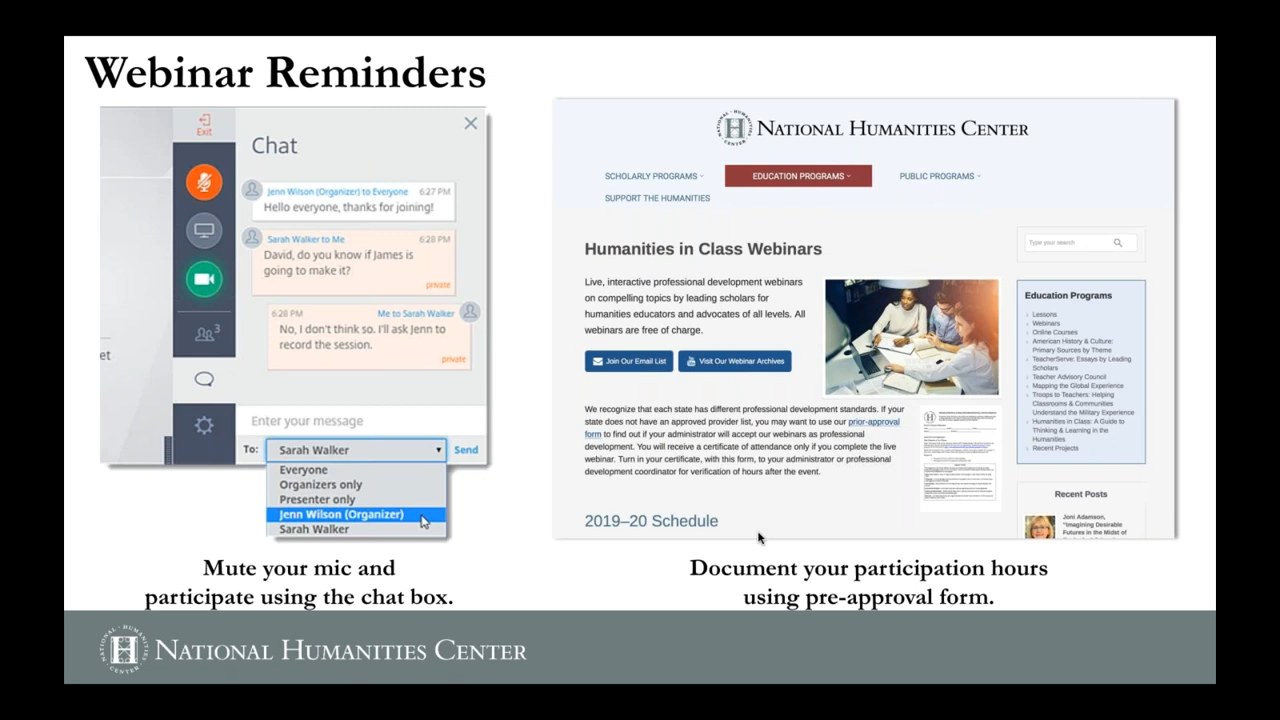 Webinar Reminders
Exit
Chat
Jenn Wilson (Organizer) to Everyone 6:27 PM
Hello everyone, thanks for joining!
Sarah Walker to Me 6:28 PM
David, do you know if James is
going to make it?
private
6:28 PM Me to Sarah Walker
No, I don't think so. I'll ask Jenn to
record the session.
private
3
et
Enter your message
To: Sarah Walker Send
Everyone
Organizers only
Presenter only
Jenn Wilson (Organizer)
Sarah Walker
Mute your mic and
participate using the chat box.
NATIONAL HUMANITIES CENTER
SCHOLARLY PROGRAMS EDUCATION PROGRAMS PUBLIC PROGRAMS
SUPPORT THE HUMANITIES
Humanities in Class Webinars
Live, interactive professional development webinars
on compelling topics by leading scholars for
humanities educators and advocates of all levels. All
webinars are free of charge.
Join Our Email List Visit Our Webinar Archives
We recognize that each state has different professional development standards. If your
state does not have an approved provider list, you may want to use our prior-approval
form to find out if your administrator will accept our webinars as professional
development. You will receive a certificate of attendance only if you complete the live
webinar. Turn in your certificate, with this form, to your administrator or professional
development coordinator for verification of hours after the event.
2019–20 Schedule
Type your search
Education Programs
Lessons
Webinars
Online Courses
American History & Culture:
Primary Sources by Theme
TeacherServe: Essays by Leading
Scholars
Teacher Advisory Council
Mapping the Global Experience
Troops to Teachers: Helping
Classrooms & Communities
Understand the Military Experience
Humanities in Class: A Guide to
Thinking & Learning in the
Humanities
Recent Projects
Recent Posts
Joni Adamson,
"Imagining Desirable
Futures in the Midst of
Document your participation hours
using pre-approval form.
NATIONAL HUMANITIES CENTER